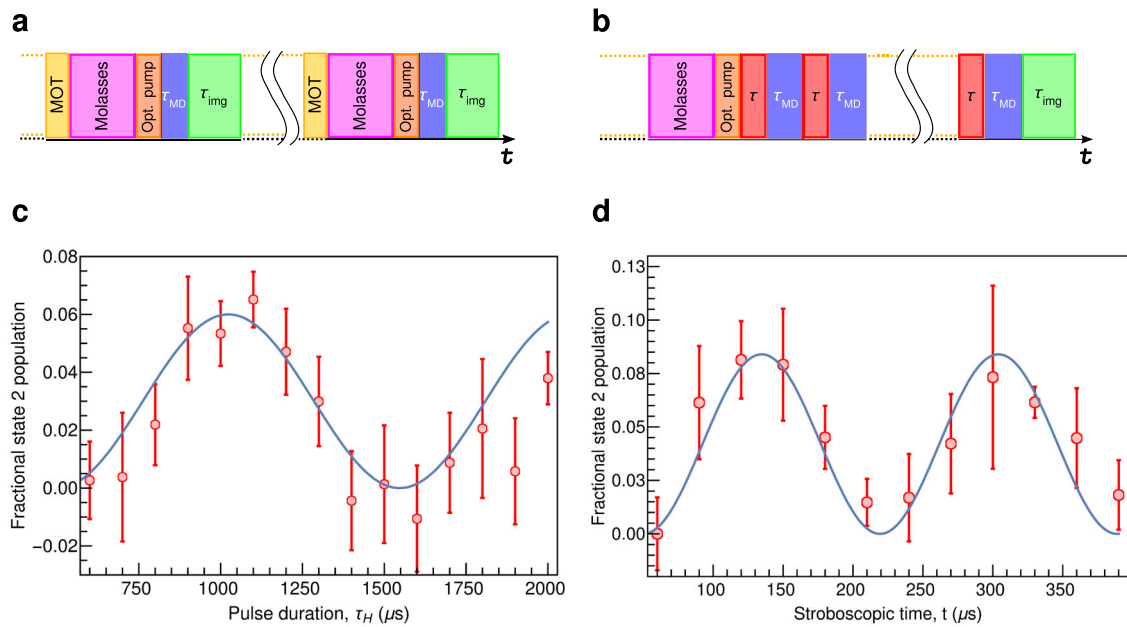 a
MOT
Molasses
Opt. pump
τMD
τimg
MOT
Molasses
Opt. pump
τMD
τimg
t
b
Molasses
Opt. pump
τ
τMD
τ
τMD
τ
τMD
τimg
t
c
Fractional state 2 population
0.08
0.06
0.04
0.02
0.00
−0.02
750 1000 1250 1500 1750 2000
Pulse duration, τH (μs)
d
Fractional state 2 population
0.13
0.10
0.08
0.05
0.03
0.00
100 150 200 250 300 350
Stroboscopic time, t (μs)